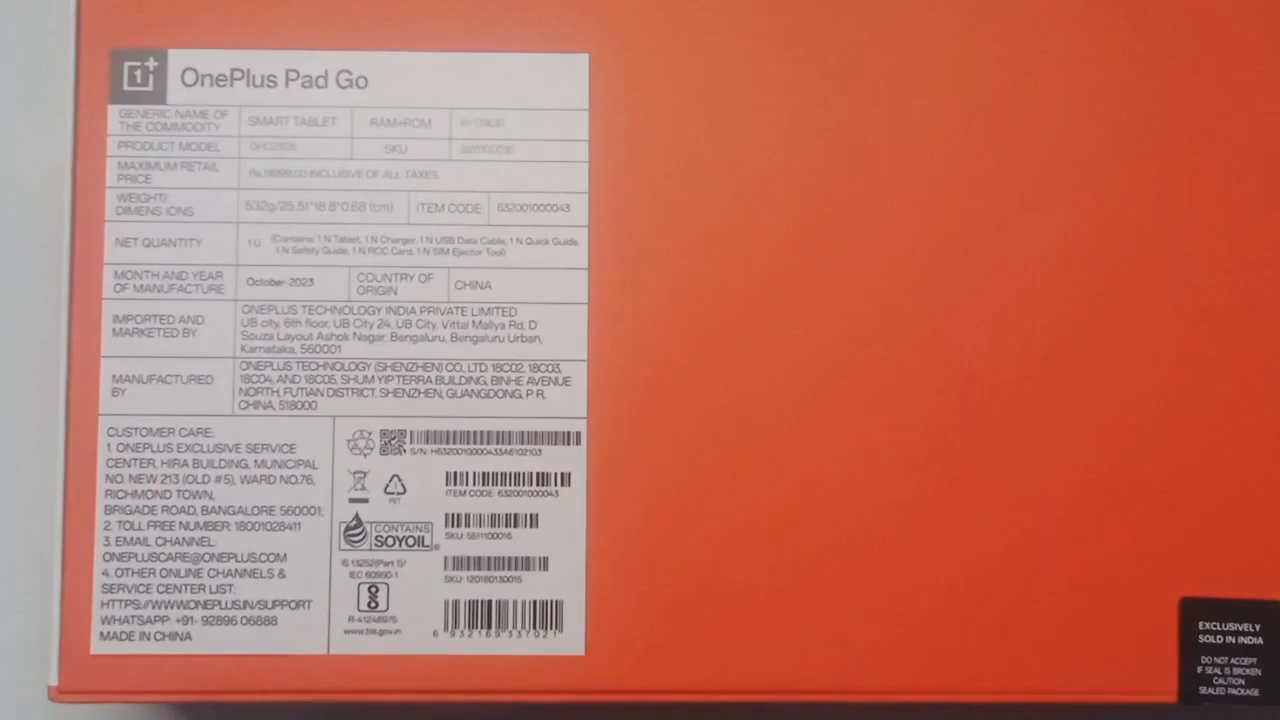 OnePlus Pad Go
GENERIC NAME OF
THE COMMODITY
SMART TABLET
RAM+ROM
PRODUCT MODEL
SKU
5511100016
MAXIMUM RETAIL
PRICE
INCLUSIVE OF ALL TAXES
WEIGHT/
DIMENSIONS
532g/25.51*18.8*0.68 (cm)
ITEM CODE
632001000043
NET QUANTITY
1 U
(Contains: 1 N Tablet, 1 N Charger, 1 N USB Data Cable, 1 N Quick Guide,
1 N Safety Guide, 1 N RCC Card, 1 N SIM Ejector Tool)
MONTH AND YEAR
OF MANUFACTURE
October-2023
COUNTRY OF
ORIGIN
CHINA
IMPORTED AND
MARKETED BY
ONEPLUS TECHNOLOGY INDIA PRIVATE LIMITED
UB city, 6th floor, UB City 24, UB City, Vittal Mallya Rd, D'
Souza Layout Ashok Nagar, Bengaluru, Bengaluru Urban,
Karnataka, 560001
MANUFACTURED
BY
ONEPLUS TECHNOLOGY (SHENZHEN) CO., LTD. 18C02, 18C03,
18C04, AND 18C05, SHUM YIP TERRA BUILDING, BINHE AVENUE
NORTH, FUTIAN DISTRICT, SHENZHEN, GUANGDONG, P.R.
CHINA, 518000
CUSTOMER CARE:
1. ONEPLUS EXCLUSIVE SERVICE
CENTER, HIRA BUILDING, MUNICIPAL
NO. NEW 213 (OLD #5), WARD NO.76,
RICHMOND TOWN,
BRIGADE ROAD, BANGALORE 560001;
2. TOLL FREE NUMBER: 18001028411
3. EMAIL CHANNEL:
ONEPLUSCARE@ONEPLUS.COM
4. OTHER ONLINE CHANNELS &
SERVICE CENTER LIST:
HTTPS://WWW.ONEPLUS.IN/SUPPORT
WHATSAPP: +91- 92896 06888
MADE IN CHINA
S/N: H6320010000433A6102103
1
PET
ITEM CODE: 632001000043
CONTAINS
SOYOIL®
SKU: 5511100016
IS 13252(Part 1)/
IEC 60950-1
SKU: 120180130015
R-41248975
www.bis.gov.in
6 932169 337021
EXCLUSIVELY
SOLD IN INDIA
DO NOT ACCEPT
IF SEAL IS BROKEN
CAUTION
SEALED PACKAGE